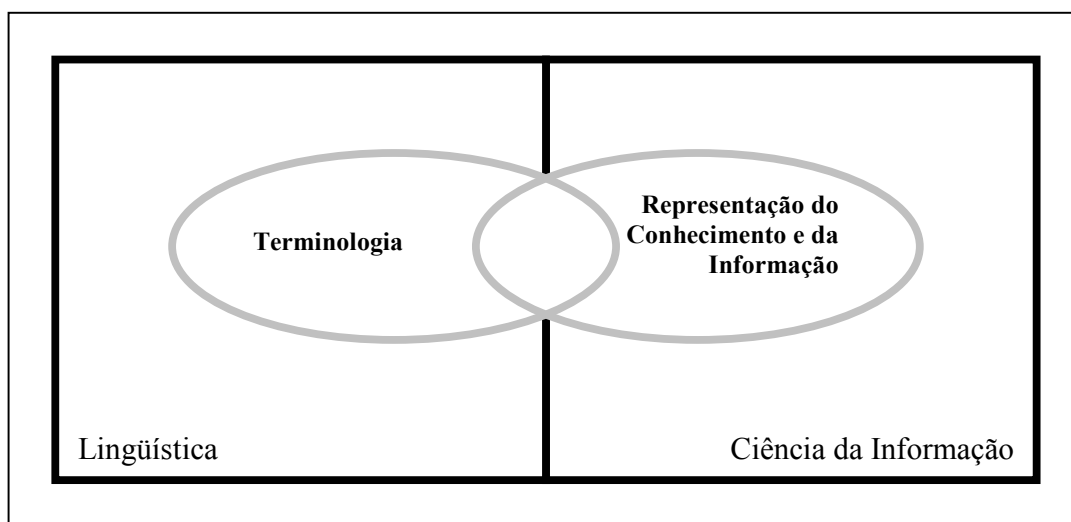 Terminologia
Representação do
Conhecimento e da
Informação
Lingüística
Ciência da Informação